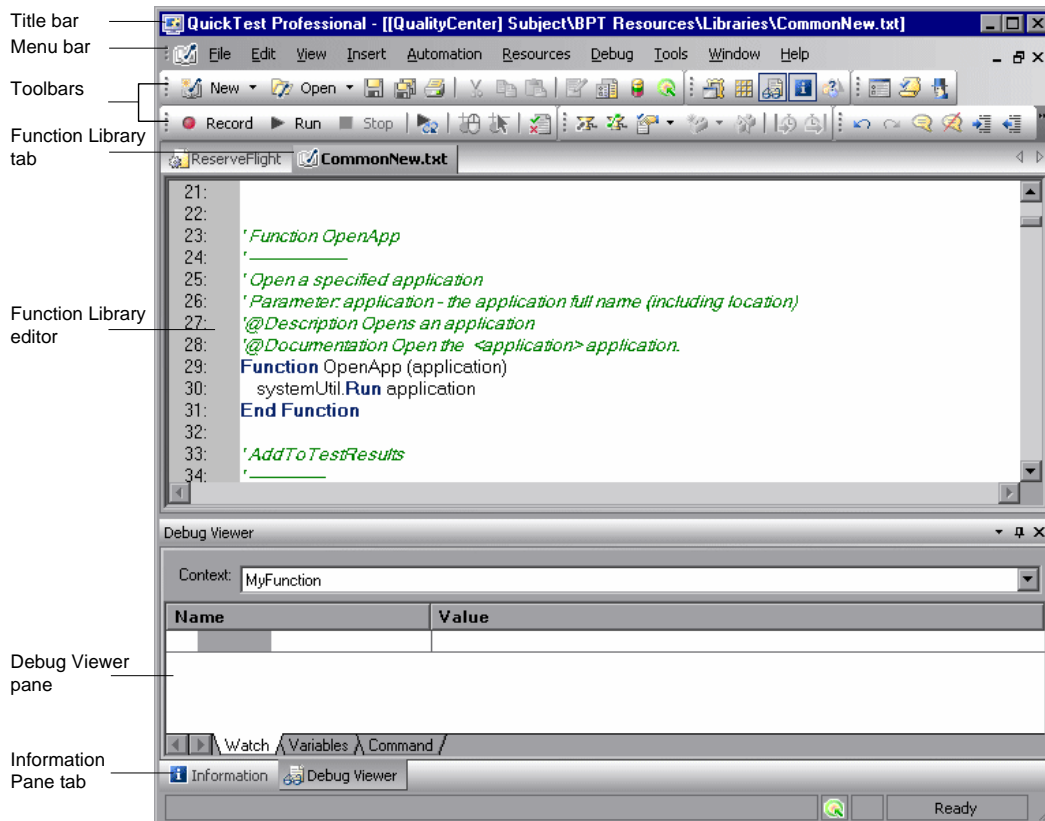 Title bar
QuickTest Professional - [[QualityCenter] Subject\BPT Resources\Libraries\CommonNew.txt]
Menu bar
File Edit View Insert Automation Resources Debug Tools Window Help
Toolbars
New Open
Record Run Stop
Function Library
tab
ReserveFlight CommonNew.txt
21:
22:
23: ' Function OpenApp
24: ' ——————
25: ' Open a specified application
26: ' Parameter: application - the application full name (including location)
Function Library
editor
27: '@Description Opens an application
28: '@Documentation Open the <application> application.
29: Function OpenApp (application)
30: systemUtil.Run application
31: End Function
32:
33: ' AddToTestResults
34: ' —————
Debug Viewer
Context: MyFunction
Name Value
Debug Viewer
pane
Watch Variables Command
Information
Pane tab
Information Debug Viewer
Ready